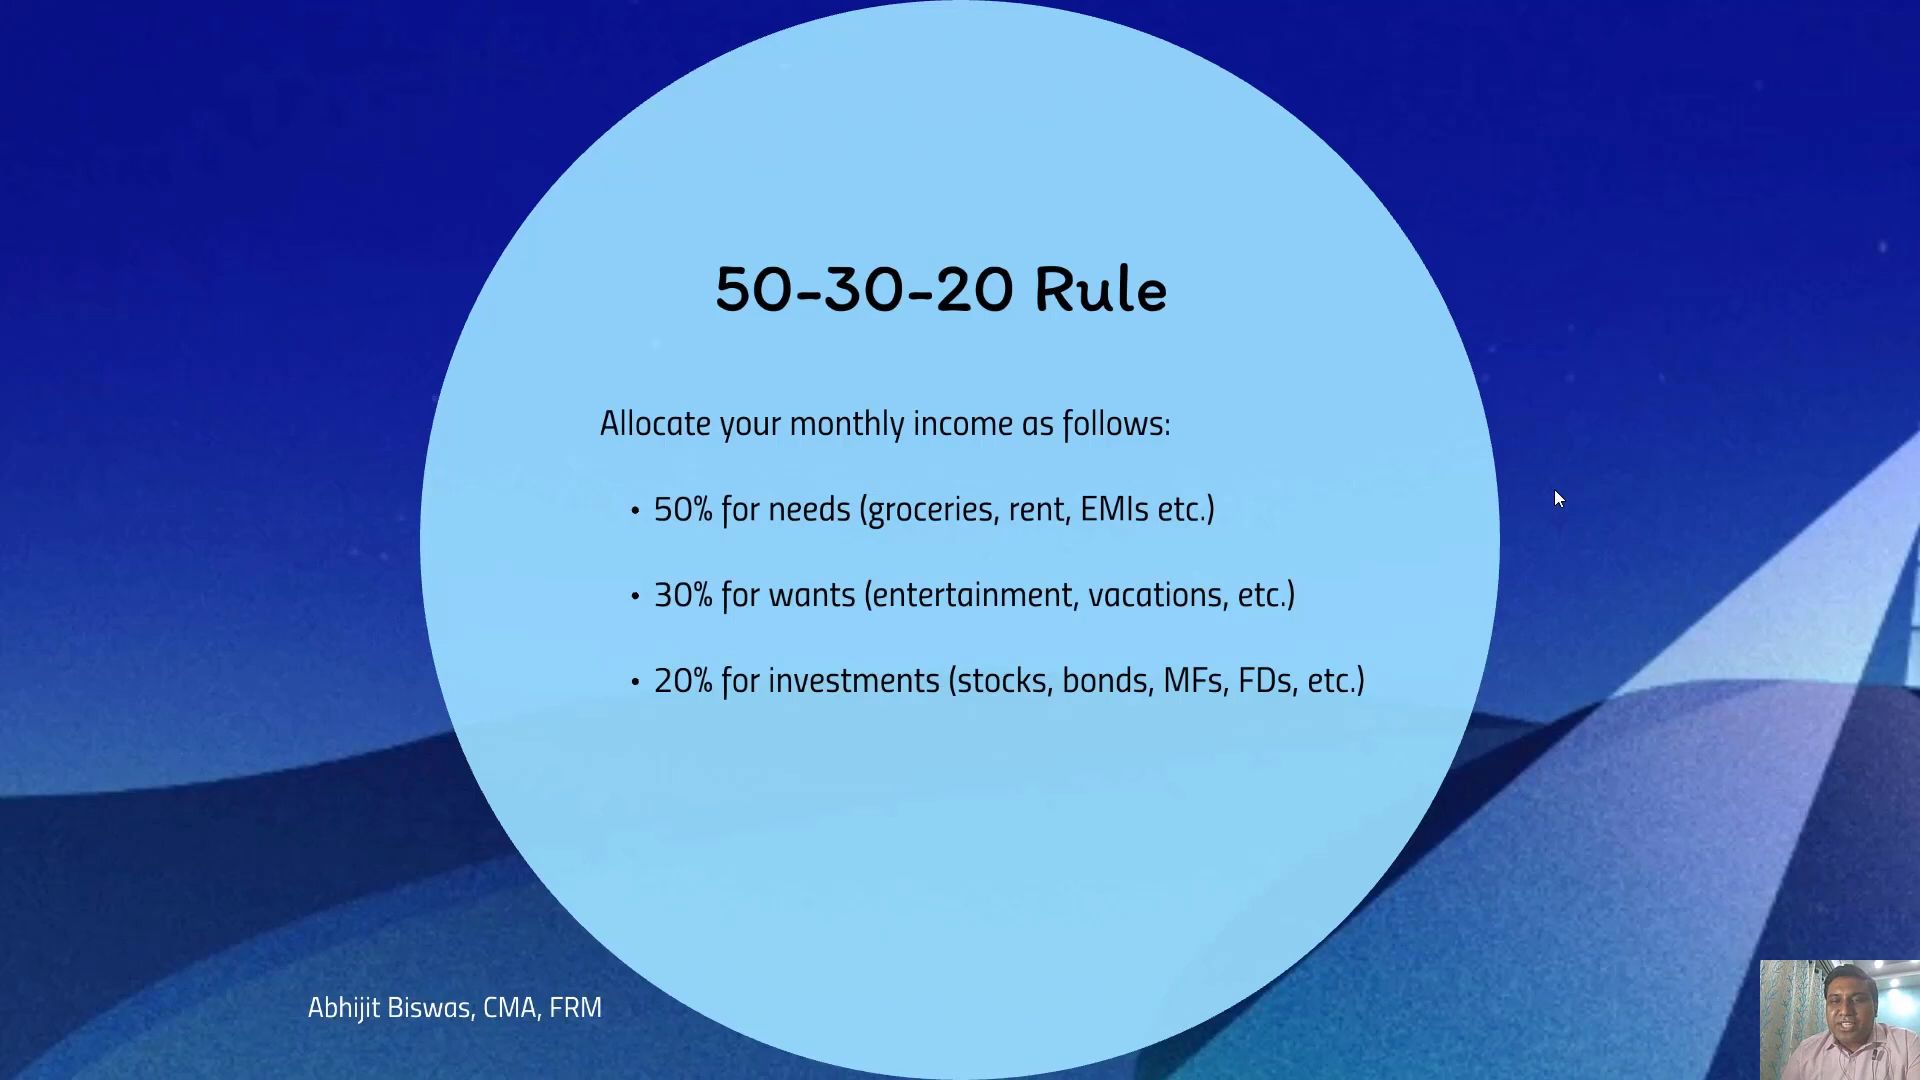 50-30-20 Rule
Allocate your monthly income as follows:
• 50% for needs (groceries, rent, EMIs etc.)
• 30% for wants (entertainment, vacations, etc.)
• 20% for investments (stocks, bonds, MFs, FDs, etc.)
Abhijit Biswas, CMA, FRM